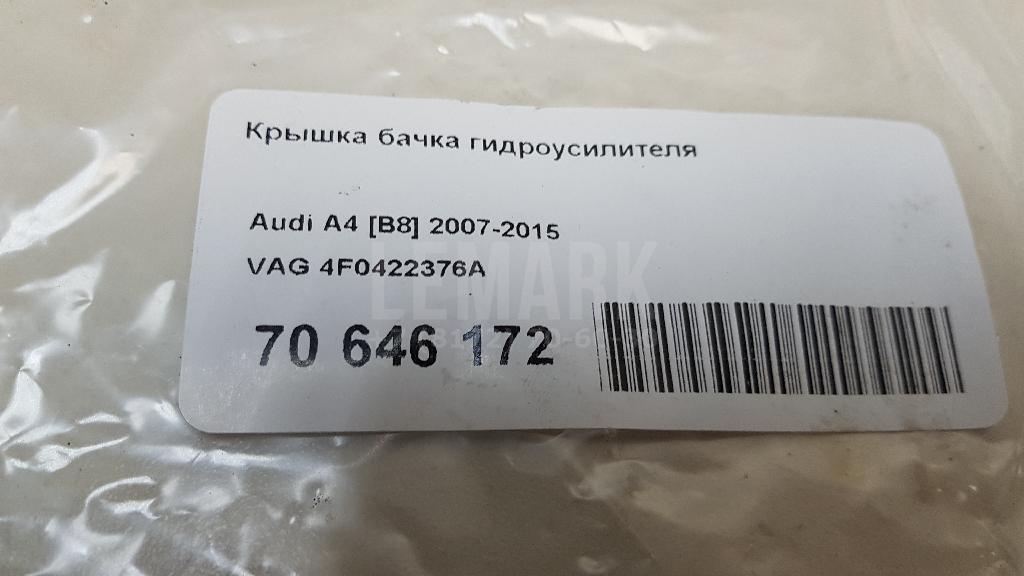 Крышка бачка гидроусилителя
Audi A4 [B8] 2007-2015
VAG 4F0422376A
LEMARK
70 646 172